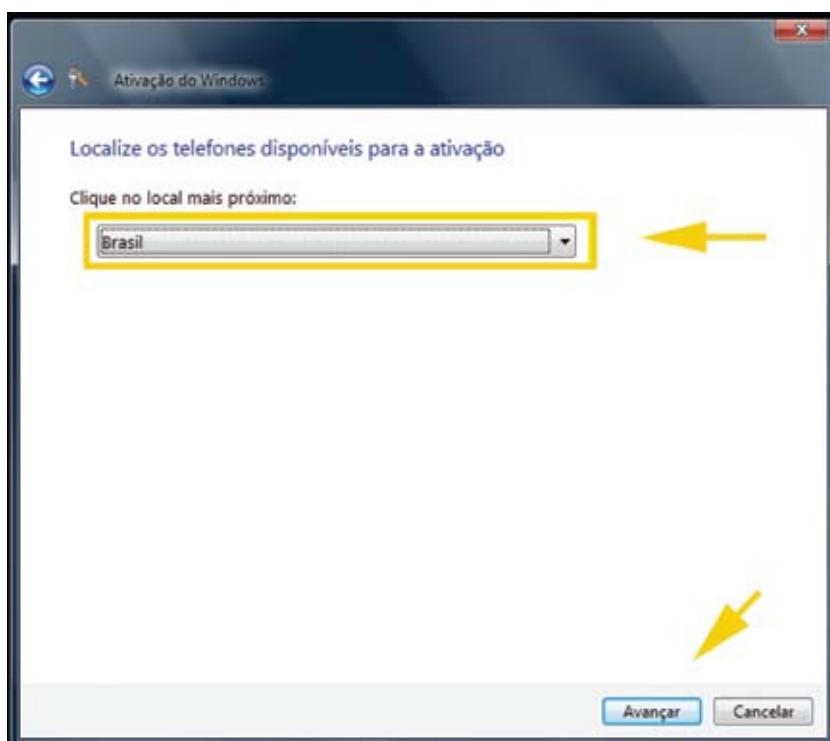 Ativação do Windows
Localize os telefones disponíveis para a ativação
Clique no local mais próximo:
Brasil
Avançar
Cancelar